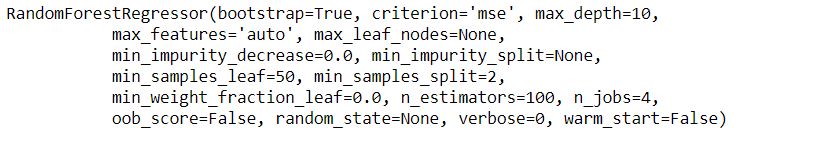 RandomForestRegressor(bootstrap=True, criterion='mse', max_depth=10,
max_features='auto', max_leaf_nodes=None,
min_impurity_decrease=0.0, min_impurity_split=None,
min_samples_leaf=50, min_samples_split=2,
min_weight_fraction_leaf=0.0, n_estimators=100, n_jobs=4,
oob_score=False, random_state=None, verbose=0, warm_start=False)